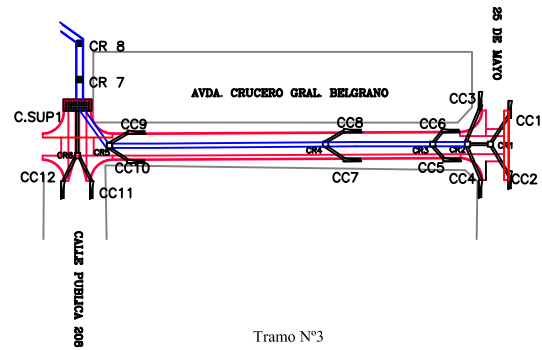 CR 8
25 DE MAYO
CR 7
AVDA. CRUCERO GRAL. BELGRANO
CC3
C.SUP1
CC9
CC8
CC6
CC1
CR5
CR4
CR3
CR2
CR1
CR6
CC10
CC7
CC5
CC12
CC11
CC4
CC2
CALLE PUBLICA 208
Tramo Nº3